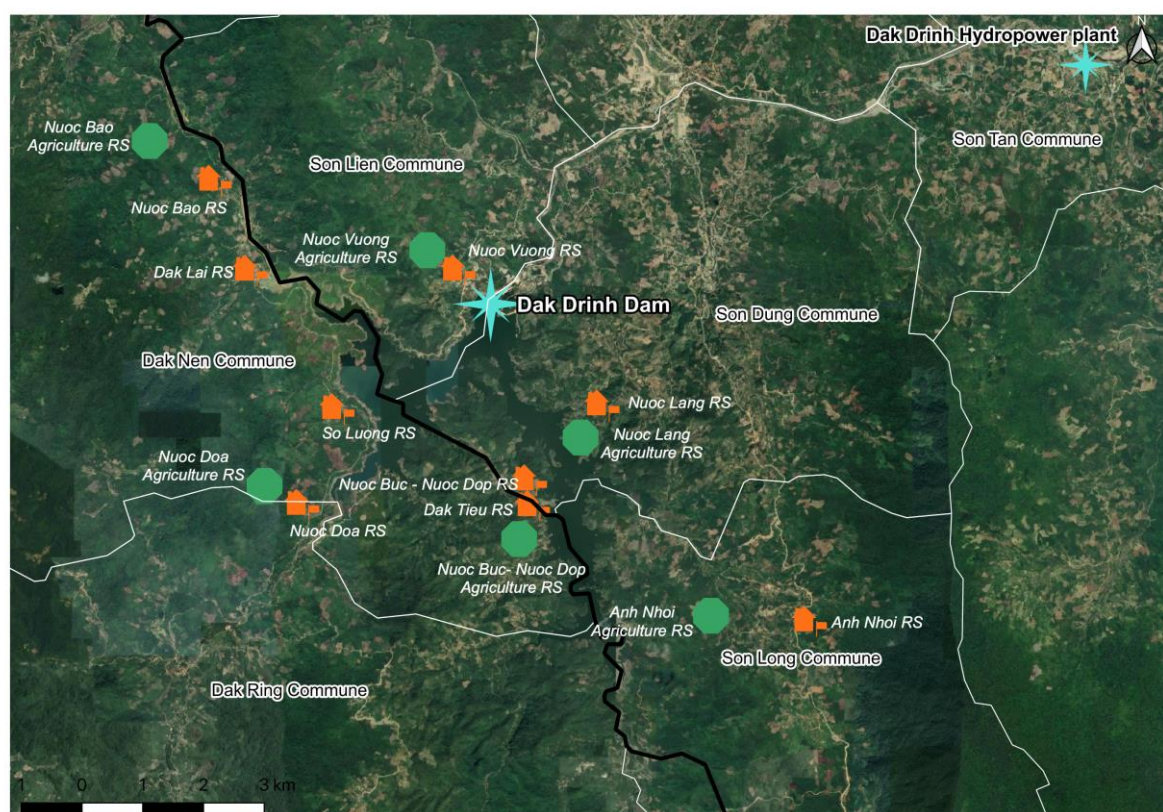 Dak Drinh Hydropower plant
N
Son Tan Commune
Nuoc Bao
Agriculture RS
Son Lien Commune
Nuoc Bao RS
Nuoc Vuong
Agriculture RS
Nuoc Vuong RS
Dak Lai RS
Dak Drinh Dam
Son Dung Commune
Dak Nen Commune
Nuoc Lang RS
So Luong RS
Nuoc Lang
Agriculture RS
Nuoc Doa
Agriculture RS
Nuoc Buc - Nuoc Dop RS
Dak Tieu RS
Nuoc Doa RS
Nuoc Buc- Nuoc Dop
Agriculture RS
Anh Nhoi
Agriculture RS
Anh Nhoi RS
Son Long Commune
Dak Ring Commune
1 0 1 2 3 km